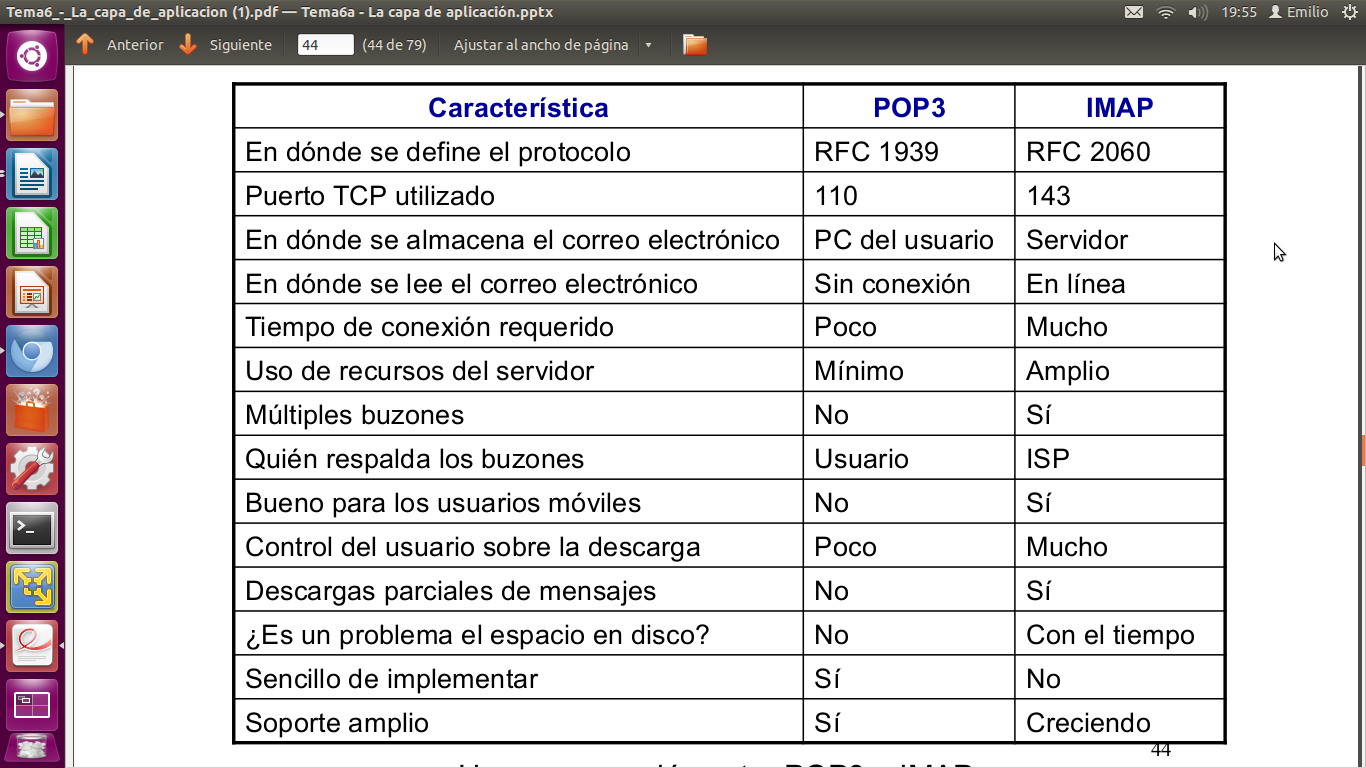 Tema6_-_La_capa_de_aplicacion (1).pdf — Tema6a - La capa de aplicación.pptx 19:55 Emilio
Anterior Siguiente 44 (44 de 79) Ajustar al ancho de página
Característica POP3 IMAP
En dónde se define el protocolo RFC 1939 RFC 2060
Puerto TCP utilizado 110 143
En dónde se almacena el correo electrónico PC del usuario Servidor
En dónde se lee el correo electrónico Sin conexión En línea
Tiempo de conexión requerido Poco Mucho
Uso de recursos del servidor Mínimo Amplio
Múltiples buzones No Sí
Quién respalda los buzones Usuario ISP
Bueno para los usuarios móviles No Sí
Control del usuario sobre la descarga Poco Mucho
Descargas parciales de mensajes No Sí
¿Es un problema el espacio en disco? No Con el tiempo
Sencillo de implementar Sí No
Soporte amplio Sí Creciendo
44